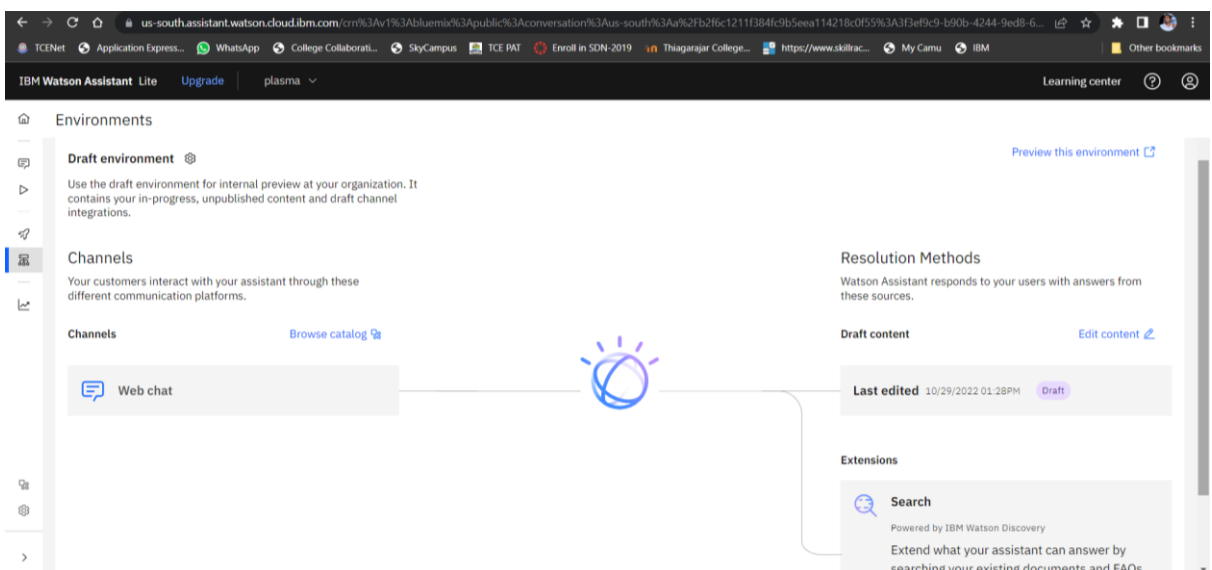 us-south.assistant.watson.cloud.ibm.com/crn%3Av1%3Abluemix%3Apublic%3Aconversation%3Aus-south%3Aa%2Fb2f6c1211f384fc9b5eea114218c0f55%3A3f3ef9c9-b90b-4244-9ed8-6...
TCENet Application Express... WhatsApp College Collaborati... SkyCampus TCE PAT Enroll in SDN-2019 Thiagarajar College... https://www.skillrac... My Camu IBM Other bookmarks
IBM Watson Assistant Lite Upgrade plasma Learning center
Environments
Draft environment Preview this environment
Use the draft environment for internal preview at your organization. It
contains your in-progress, unpublished content and draft channel
integrations.
Channels
Your customers interact with your assistant through these
different communication platforms.
Channels Browse catalog
Web chat
Resolution Methods
Watson Assistant responds to your users with answers from
these sources.
Draft content Edit content
Last edited 10/29/2022 01:28PM Draft
Extensions
Search
Powered by IBM Watson Discovery
Extend what your assistant can answer by
searching your existing documents and FAQs